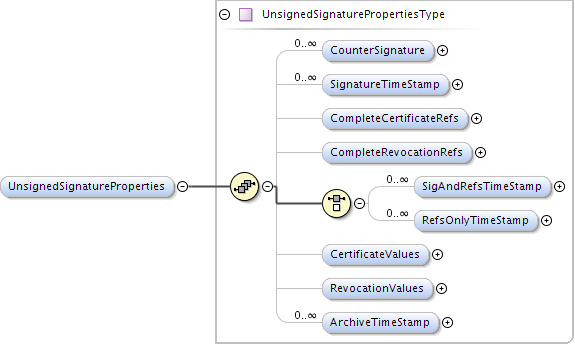 UnsignedSignaturePropertiesType
0..∞
CounterSignature
0..∞
SignatureTimeStamp
CompleteCertificateRefs
CompleteRevocationRefs
UnsignedSignatureProperties
0..∞
SigAndRefsTimeStamp
0..∞
RefsOnlyTimeStamp
CertificateValues
RevocationValues
0..∞
ArchiveTimeStamp